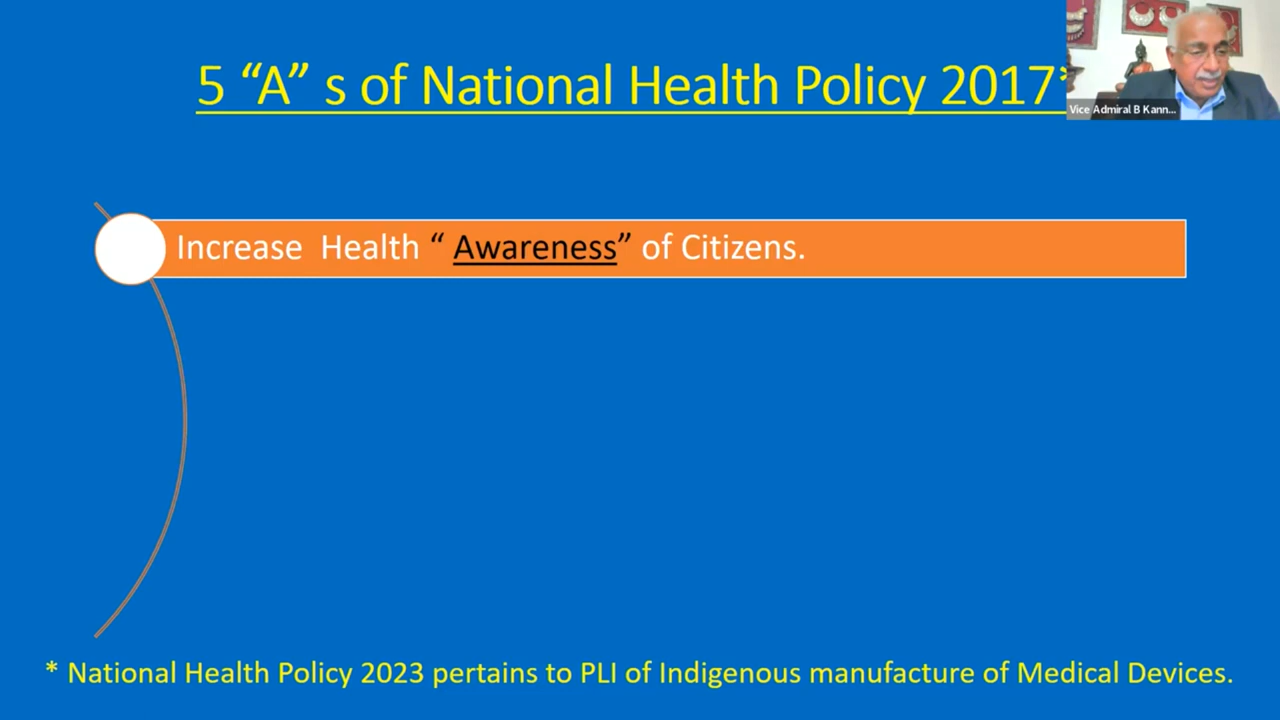 5 “A” s of National Health Policy 2017*
Vice Admiral B Kann...
Increase Health “ Awareness” of Citizens.
* National Health Policy 2023 pertains to PLI of Indigenous manufacture of Medical Devices.